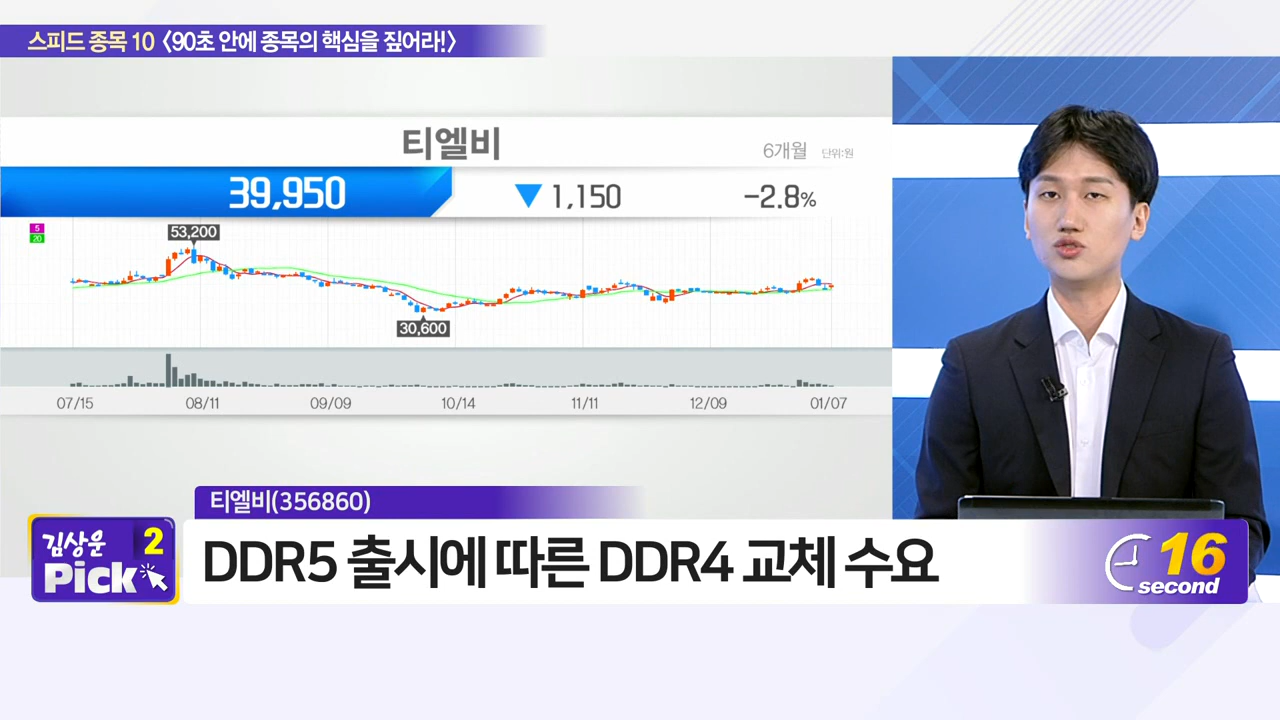 스피드 종목 10 <90초 안에 종목의 핵심을 짚어라!>
티엘비
6개월 단위:원
39,950 ▼ 1,150 -2.8%
5
20
53,200
30,600
07/15 08/11 09/09 10/14 11/11 12/09 01/07
티엘비(356860)
김상운 2
Pick
DDR5 출시에 따른 DDR4 교체 수요
16
second